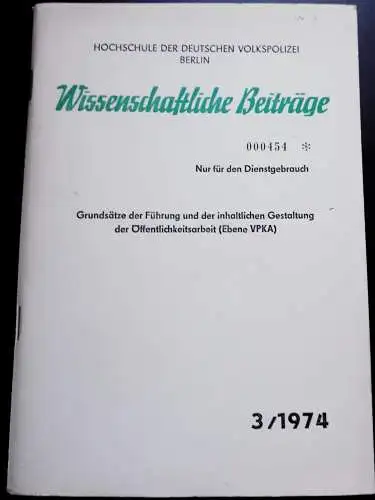 HOCHSCHULE DER DEUTSCHEN VOLKSPOLIZEI
BERLIN
Wissenschaftliche Beiträge
000454 *
Nur für den Dienstgebrauch
Grundsätze der Führung und der inhaltlichen Gestaltung
der Öffentlichkeitsarbeit (Ebene VPKA)
3/1974